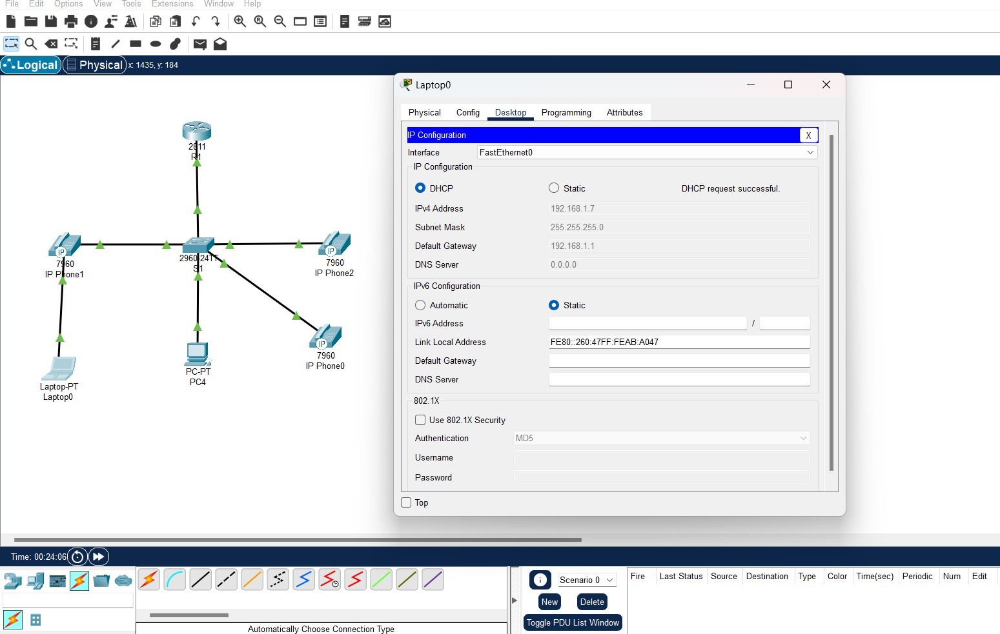 File Edit Options View Tools Extensions Window Help
Logical Physical x: 1435, y: 184
2811
R1
IP
7960
IP Phone1
2960-24TT
S1
IP
7960
IP Phone2
IP
7960
IP Phone0
PC-PT
PC4
Laptop-PT
Laptop0
Laptop0
Physical Config Desktop Programming Attributes
IP Configuration X
Interface FastEthernet0
IP Configuration
DHCP Static DHCP request successful.
IPv4 Address 192.168.1.7
Subnet Mask 255.255.255.0
Default Gateway 192.168.1.1
DNS Server 0.0.0.0
IPv6 Configuration
Automatic Static
IPv6 Address /
Link Local Address FE80::260:47FF:FEAB:A047
Default Gateway
DNS Server
802.1X
Use 802.1X Security
Authentication MD5
Username
Password
Top
Time: 00:24:06
Scenario 0
New Delete
Toggle PDU List Window
Fire Last Status Source Destination Type Color Time(sec) Periodic Num Edit
Automatically Choose Connection Type